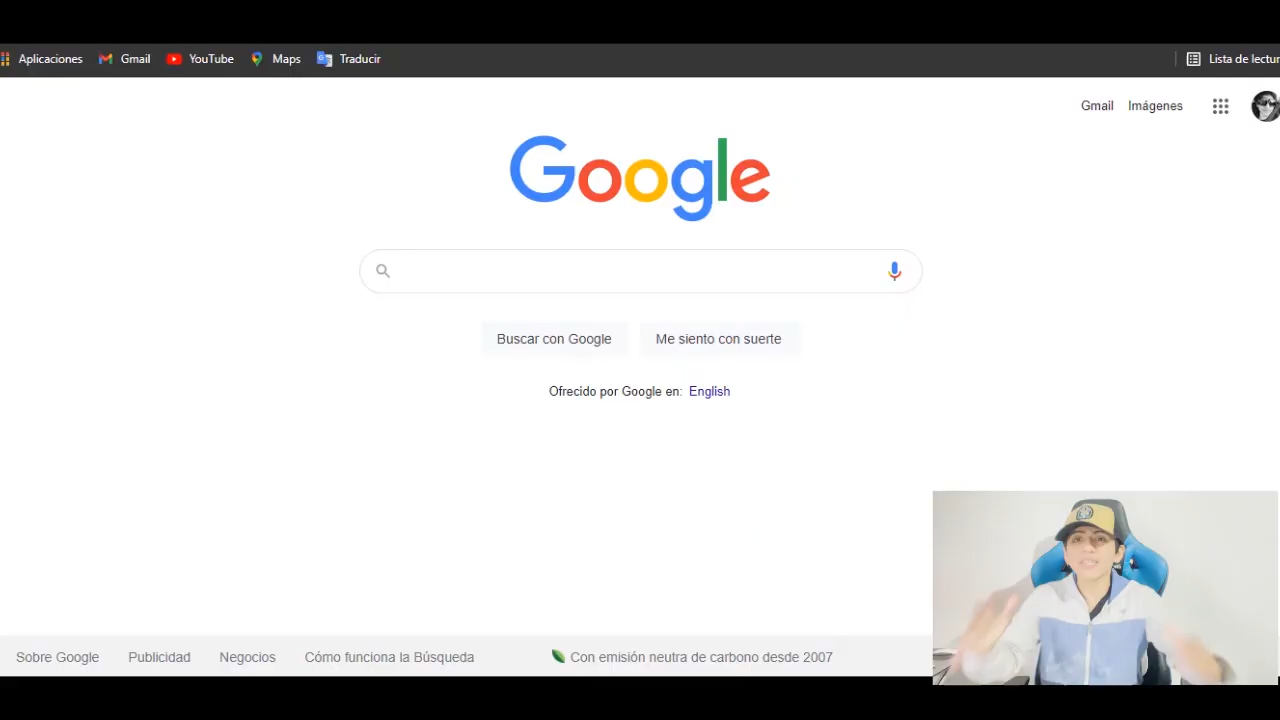 Aplicaciones Gmail YouTube Maps Traducir Lista de lectur
Gmail Imágenes
Google
Buscar con Google Me siento con suerte
Ofrecido por Google en: English
Sobre Google Publicidad Negocios Cómo funciona la Búsqueda Con emisión neutra de carbono desde 2007